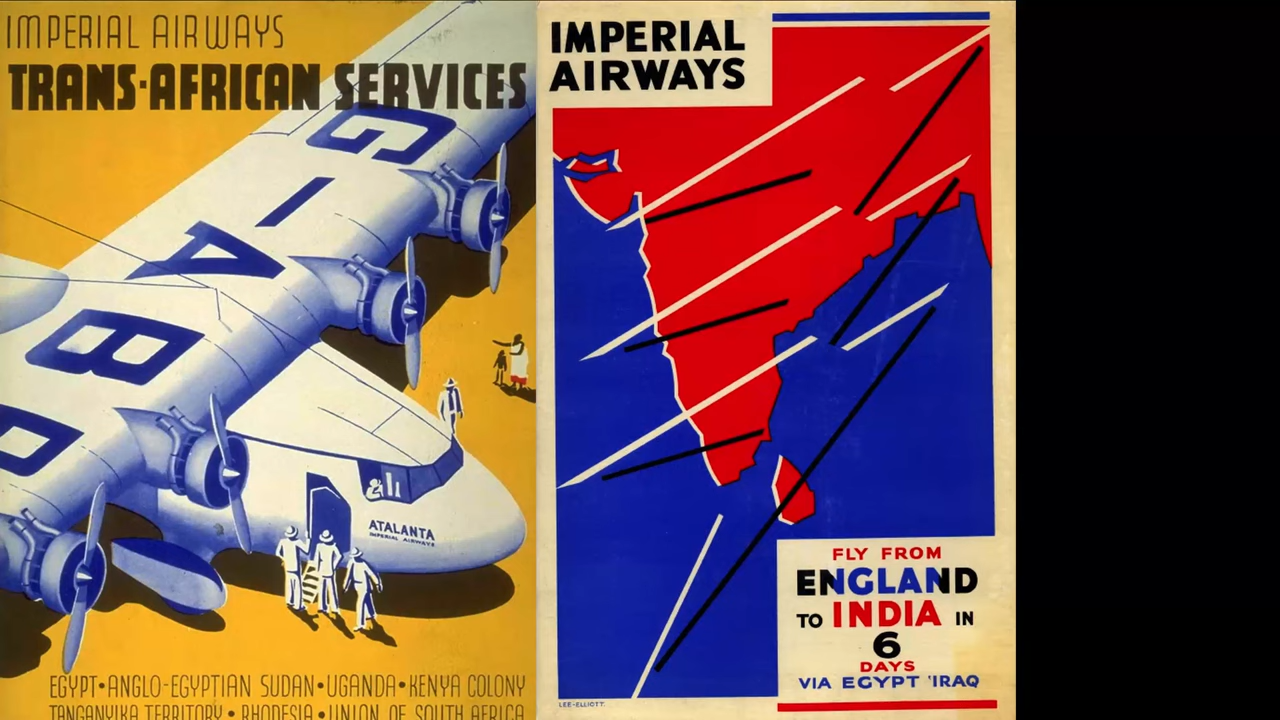 IMPERIAL AIRWAYS
TRANS·AFRICAN SERVICES
G-ABP
ATALANTA
IMPERIAL AIRWAYS
EGYPT•ANGLO-EGYPTIAN SUDAN•UGANDA•KENYA COLONY
TANGANYIKA TERRITORY•RHODESIA•UNION OF SOUTH AFRICA
IMPERIAL
AIRWAYS
FLY FROM
ENGLAND
TO INDIA IN
6
DAYS
VIA EGYPT 'IRAQ
LEE-ELLIOTT.